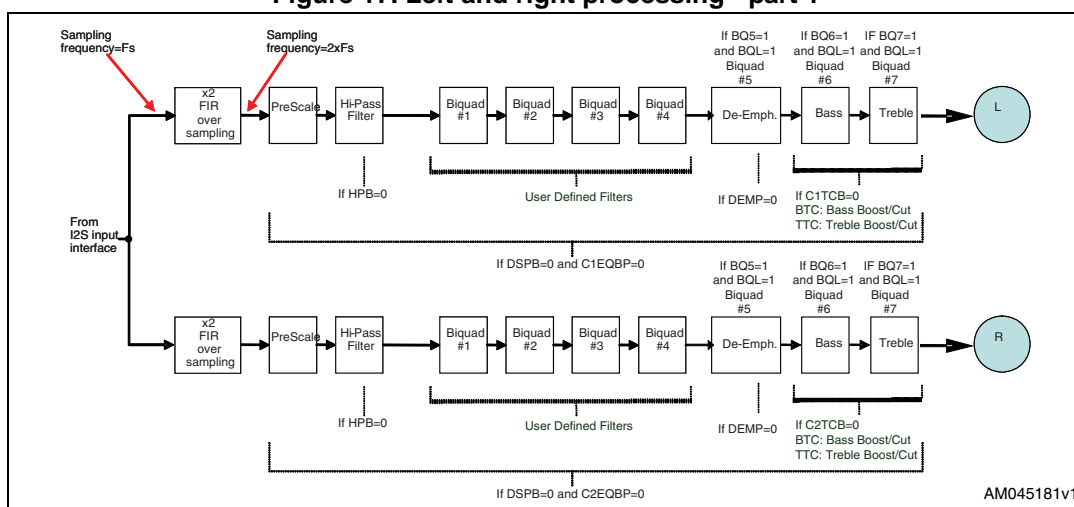 Figure 17. Left and right processing - part 1
Sampling
frequency=Fs
Sampling
frequency=2xFs
If BQ5=1
and BQL=1
Biquad
#5
If BQ6=1
and BQL=1
Biquad
#6
IF BQ7=1
and BQL=1
Biquad
#7
x2
FIR
over
sampling
PreScale
Hi-Pass
Filter
Biquad
#1
Biquad
#2
Biquad
#3
Biquad
#4
De-Emph.
Bass
Treble
L
If HPB=0
User Defined Filters
If DEMP=0
If C1TCB=0
BTC: Bass Boost/Cut
TTC: Treble Boost/Cut
From
I2S input
interface
If DSPB=0 and C1EQBP=0
If BQ5=1
and BQL=1
Biquad
#5
If BQ6=1
and BQL=1
Biquad
#6
IF BQ7=1
and BQL=1
Biquad
#7
x2
FIR
over
sampling
PreScale
Hi-Pass
Filter
Biquad
#1
Biquad
#2
Biquad
#3
Biquad
#4
De-Emph.
Bass
Treble
R
If HPB=0
User Defined Filters
If DEMP=0
If C2TCB=0
BTC: Bass Boost/Cut
TTC: Treble Boost/Cut
If DSPB=0 and C2EQBP=0
AM045181v1